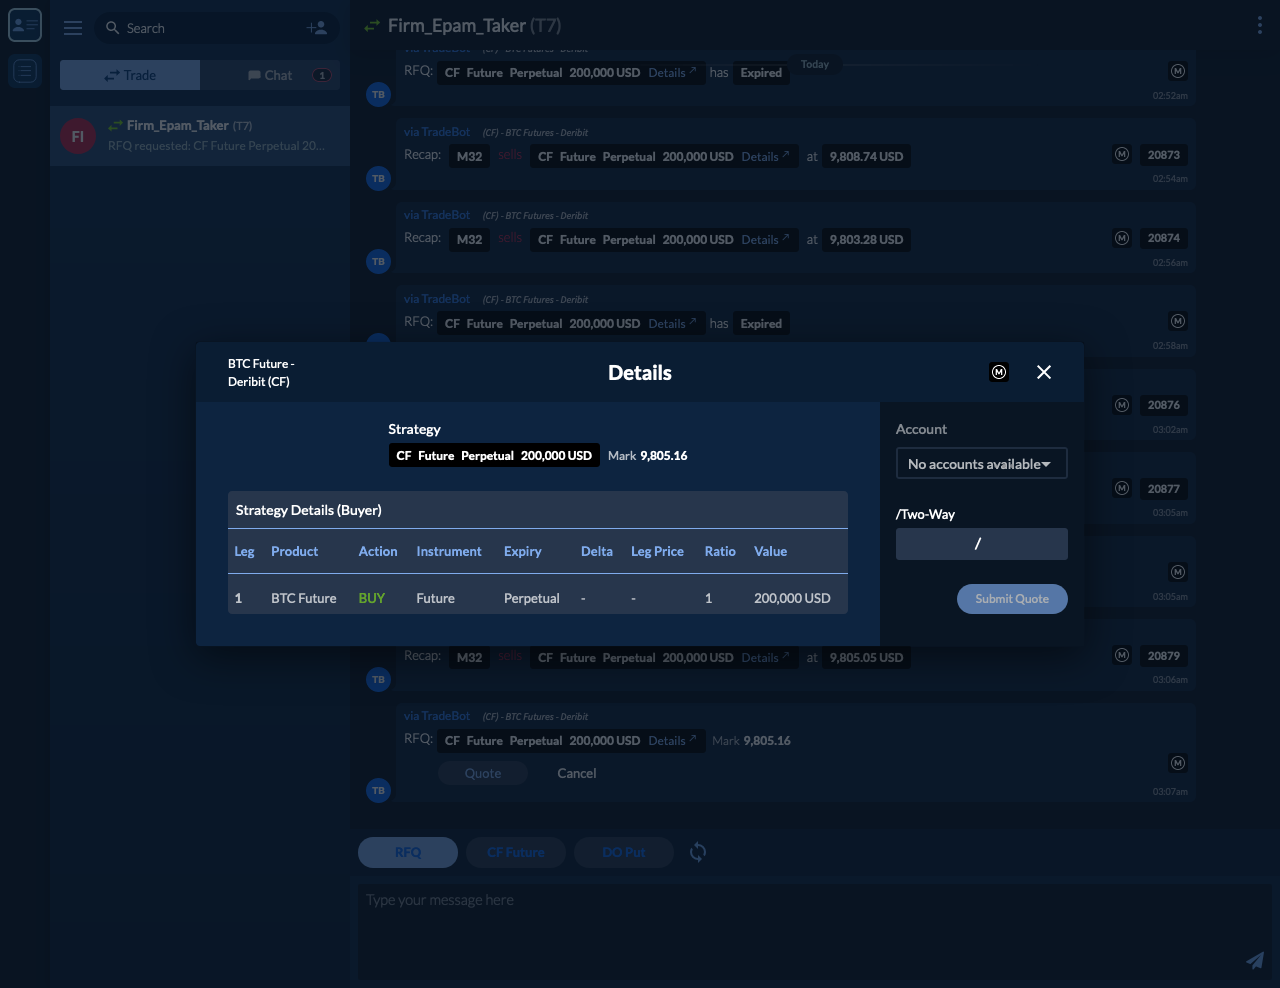 Search
Trade
Chat
1
FI
Firm_Epam_Taker (T7)
RFQ requested: CF Future Perpetual 20...
Firm_Epam_Taker (T7)
via TradeBot (CF) - BTC Futures - Deribit
Today
RFQ: CF Future Perpetual 200,000 USD Details has Expired
M
TB
02:52am
via TradeBot (CF) - BTC Futures - Deribit
Recap: M32 sells CF Future Perpetual 200,000 USD Details at 9,808.74 USD
M 20873
TB
02:54am
via TradeBot (CF) - BTC Futures - Deribit
Recap: M32 sells CF Future Perpetual 200,000 USD Details at 9,803.28 USD
M 20874
TB
02:56am
via TradeBot (CF) - BTC Futures - Deribit
RFQ: CF Future Perpetual 200,000 USD Details has Expired
M
02:58am
M 20876
03:02am
M 20877
03:05am
M
03:05am
BTC Future -
Deribit (CF)
Details
M
Strategy
CF Future Perpetual 200,000 USD Mark 9,805.16
Strategy Details (Buyer)
Leg Product Action Instrument Expiry Delta Leg Price Ratio Value
1 BTC Future BUY Future Perpetual - - 1 200,000 USD
Account
No accounts available
/Two-Way
/
Submit Quote
Recap: M32 sells CF Future Perpetual 200,000 USD Details at 9,805.05 USD
M 20879
TB
03:06am
via TradeBot (CF) - BTC Futures - Deribit
RFQ: CF Future Perpetual 200,000 USD Details Mark 9,805.16
M
Quote Cancel
TB
03:07am
RFQ
CF Future
DO Put
Type your message here